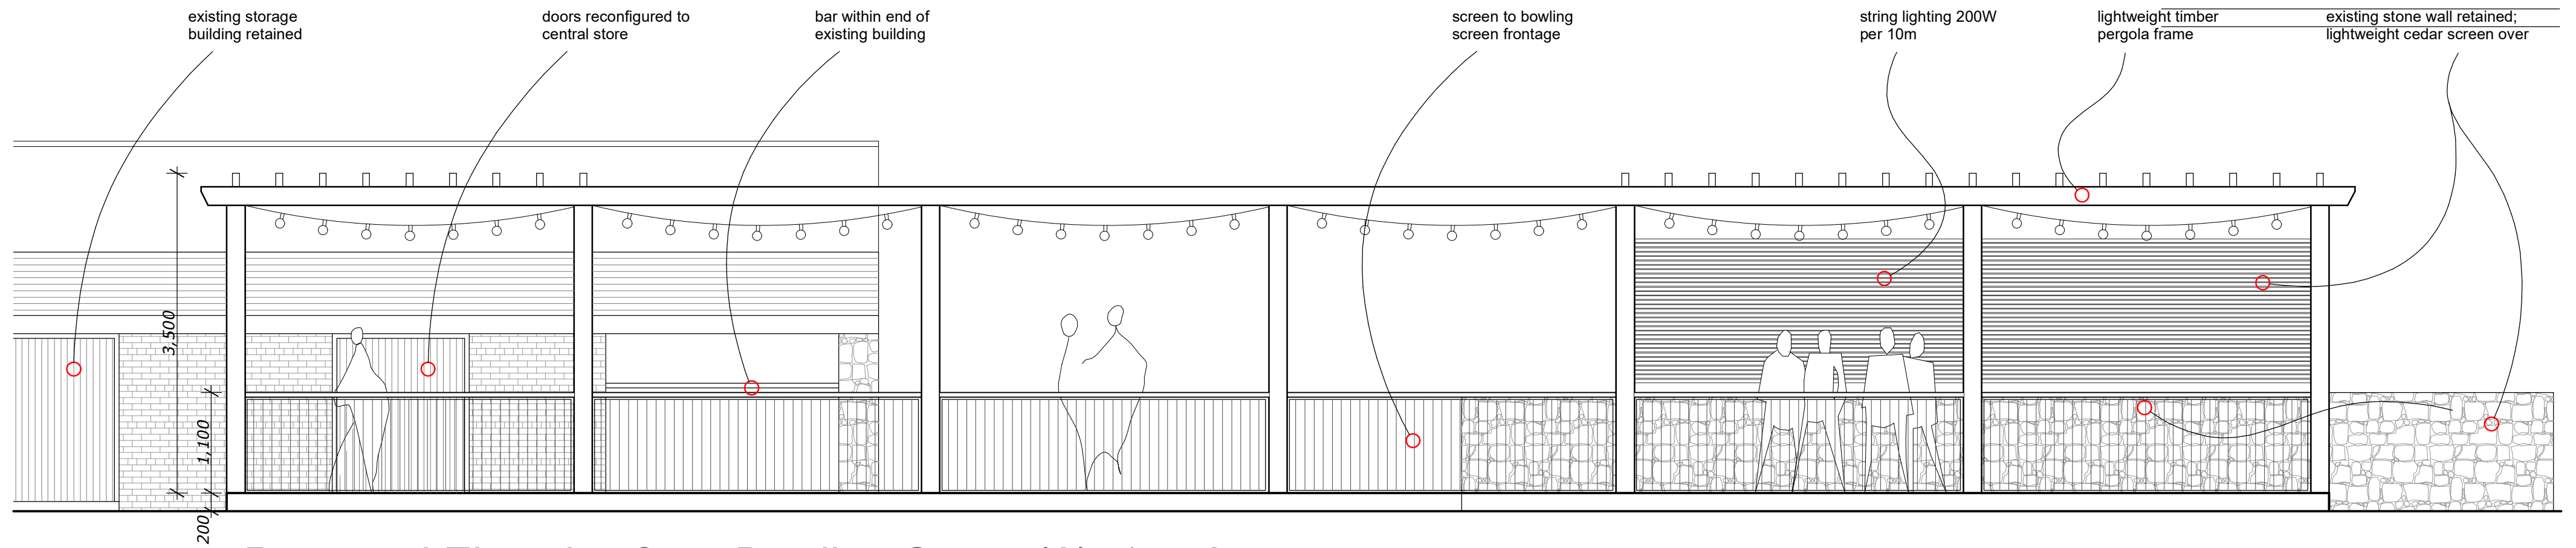 existing storage
building retained
doors reconfigured to
central store
bar within end of
existing building
screen to bowling
screen frontage
string lighting 200W
per 10m
lightweight timber
pergola frame
existing stone wall retained;
lightweight cedar screen over
3,500
1,100
200